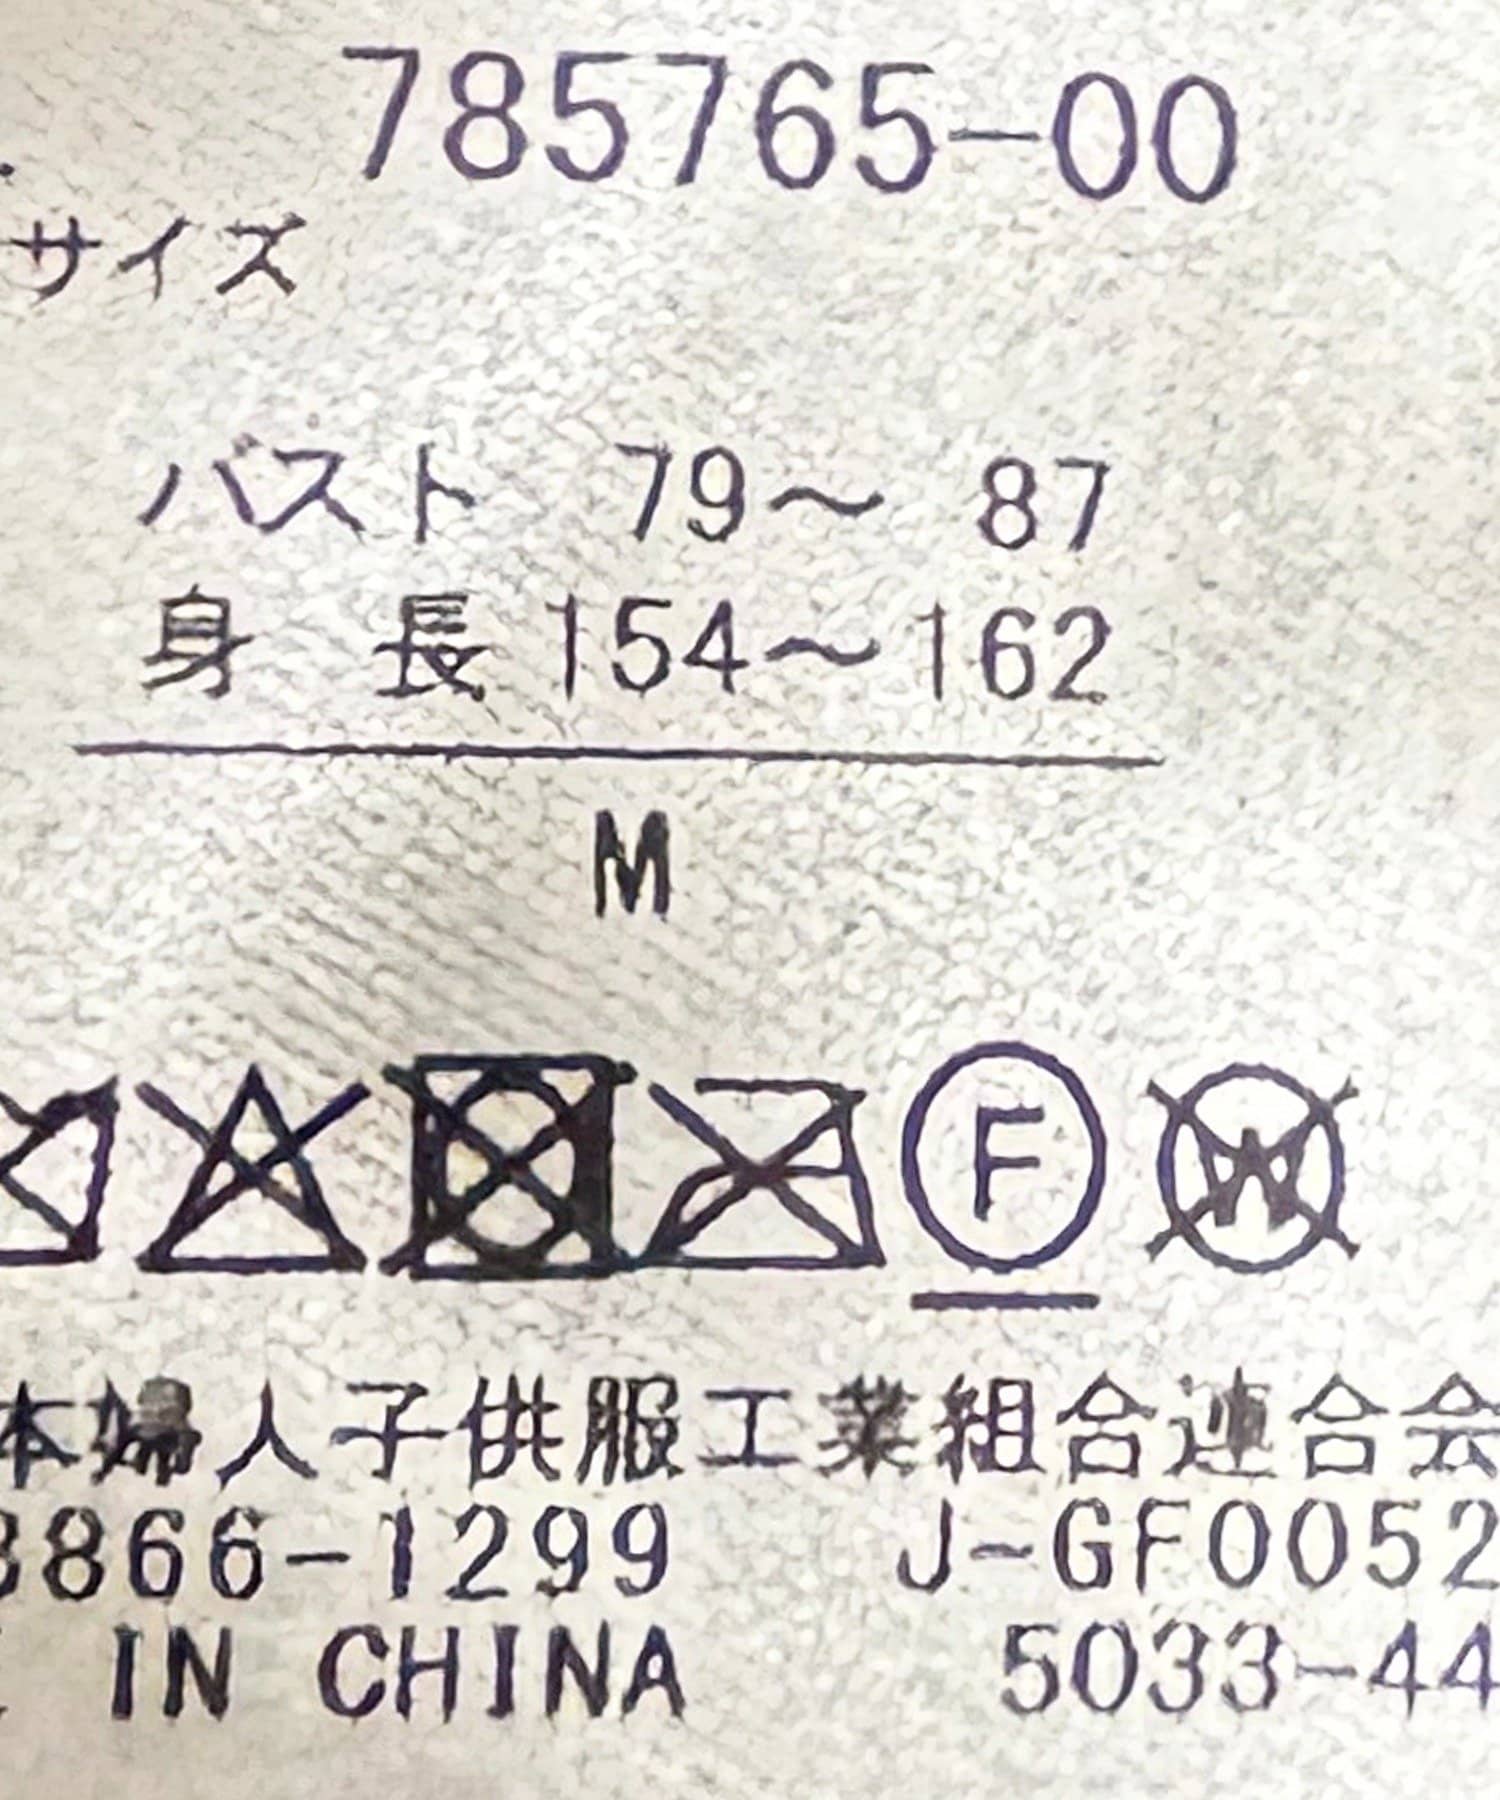 785765-00
サイズ
バスト 79〜 87
身 長 154〜162
M
F
W
本婦人子供服工業組合連合会
3866-1299 J-GF0052
IN CHINA 5033-44